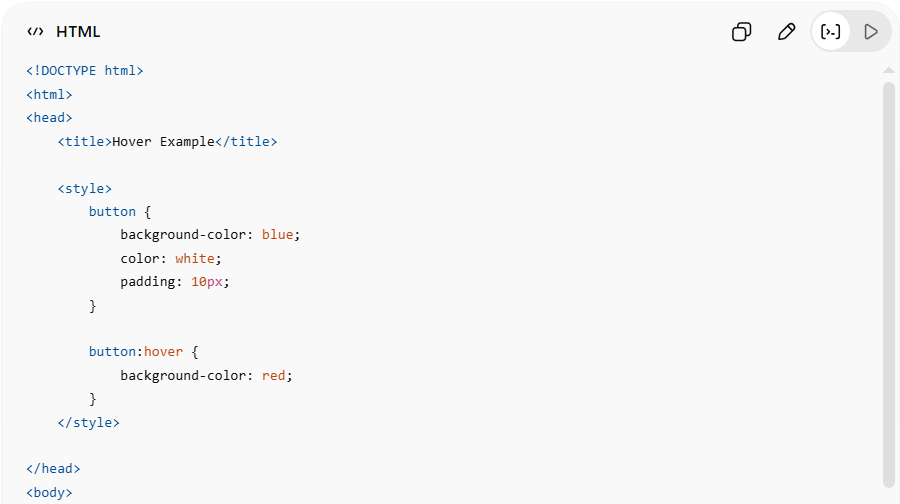 HTML
<!DOCTYPE html>
<html>
<head>
    <title>Hover Example</title>

    <style>
        button {
            background-color: blue;
            color: white;
            padding: 10px;
        }

        button:hover {
            background-color: red;
        }
    </style>

</head>
<body>